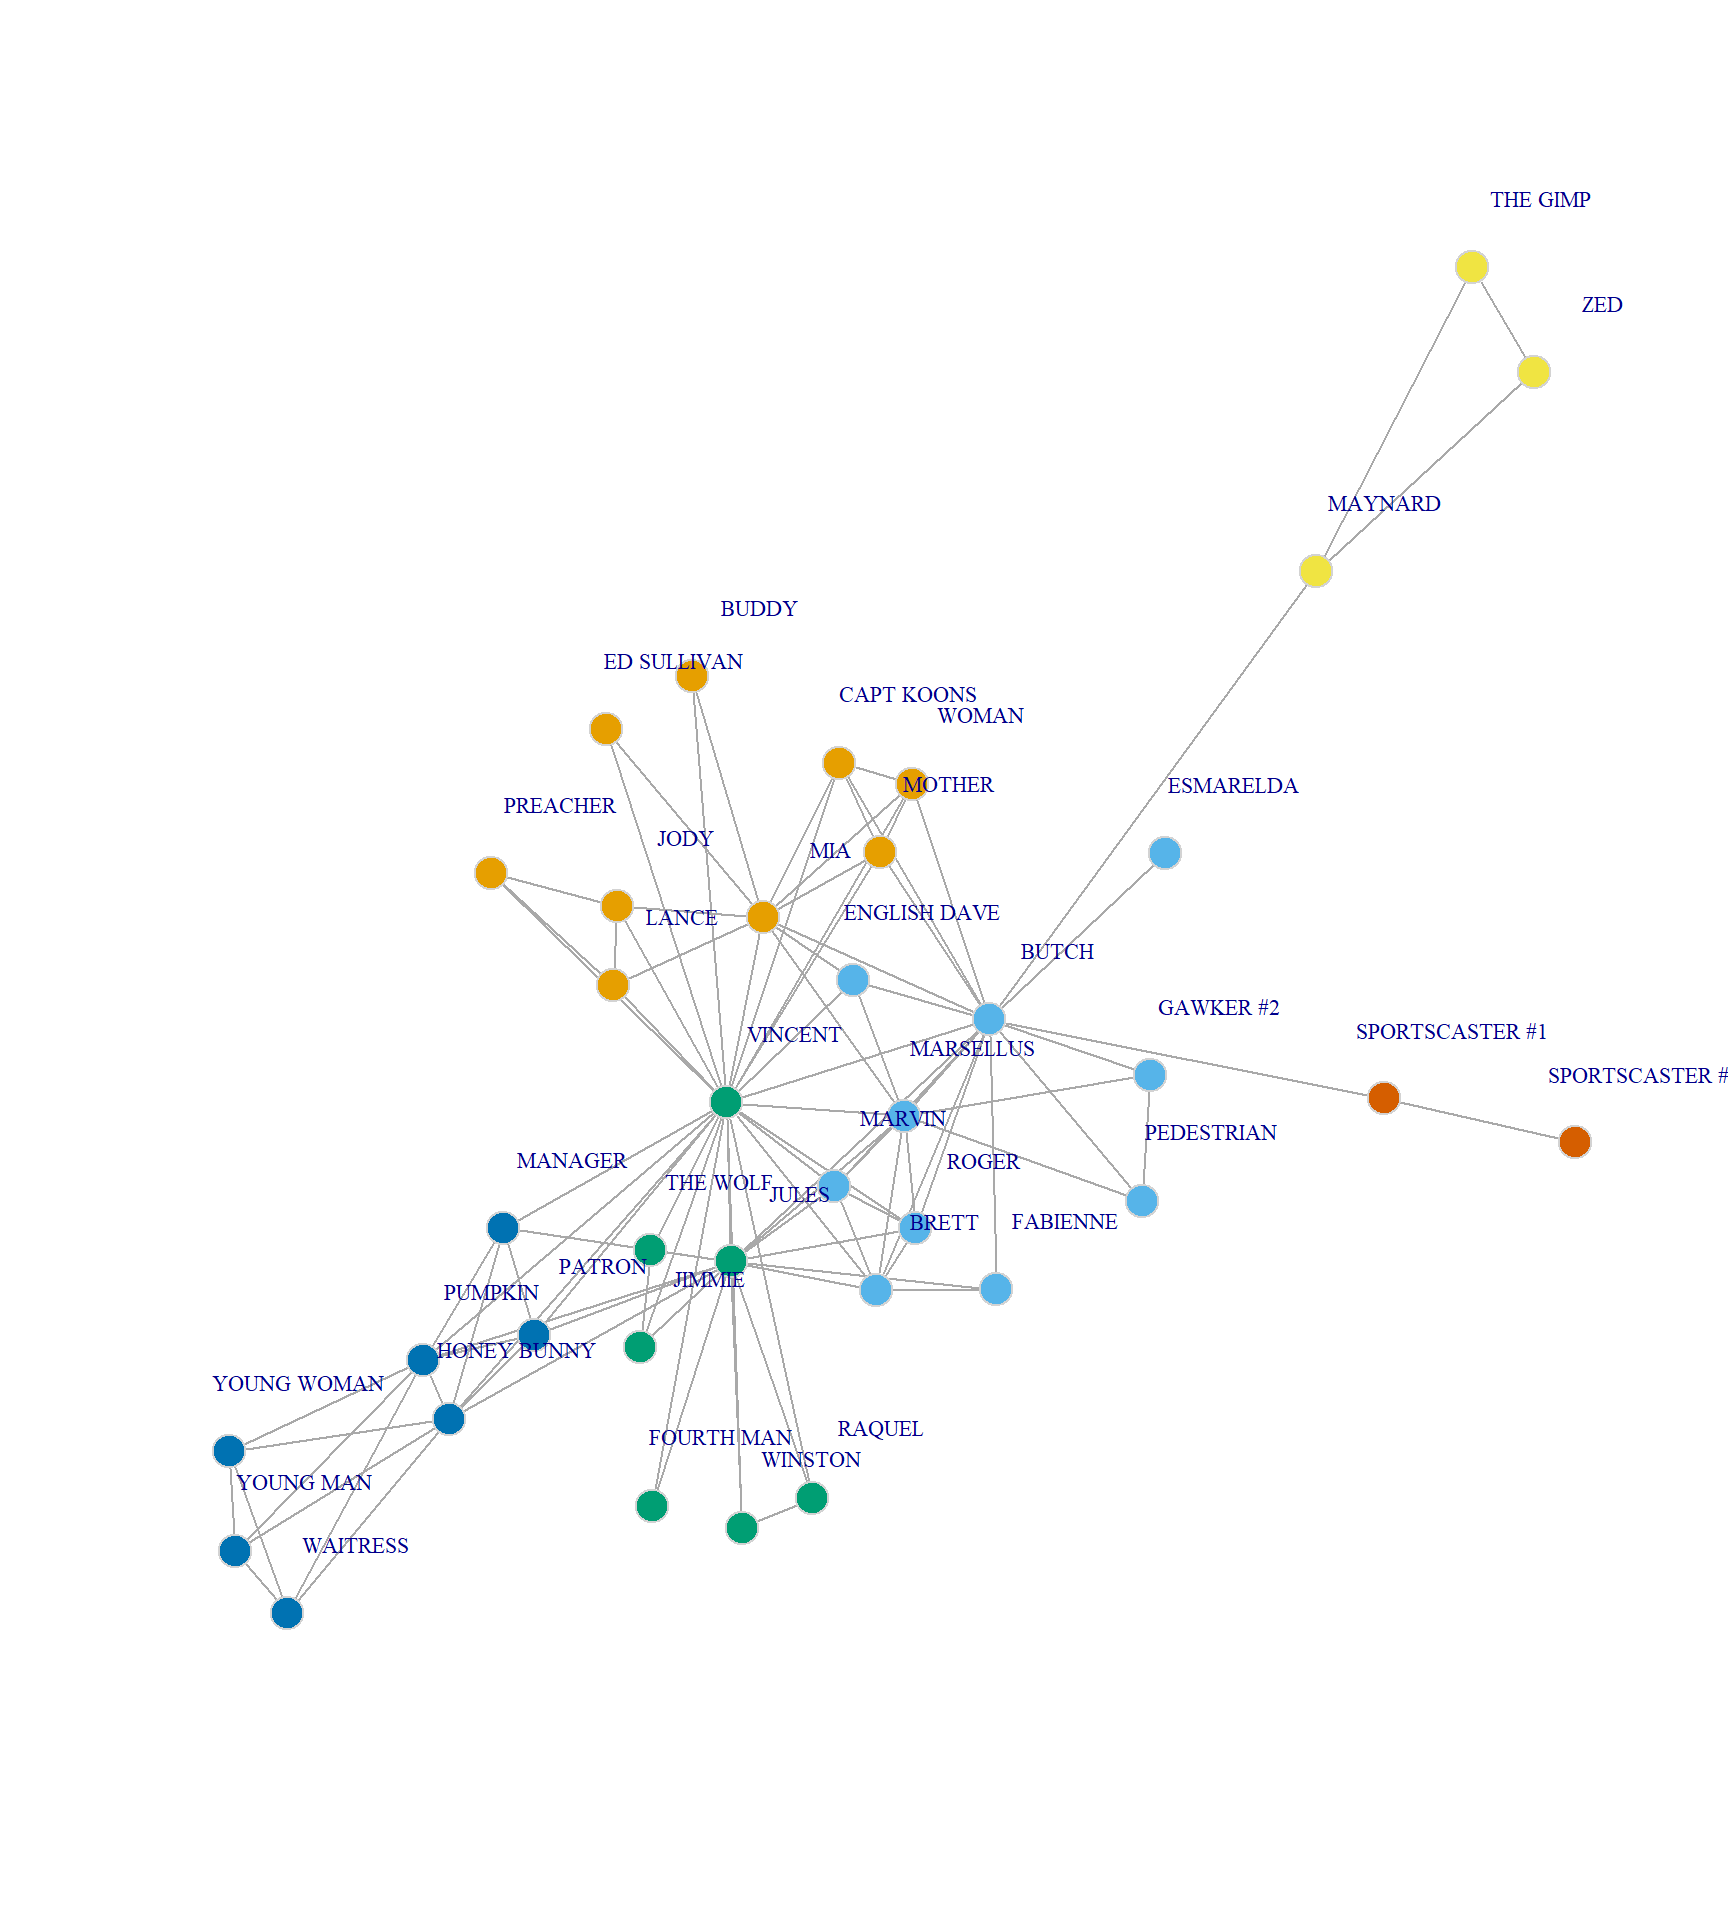 THE GIMP
ZED
MAYNARD
BUDDY
ED SULLIVAN
CAPT KOONS
WOMAN
MOTHER
ESMARELDA
PREACHER
JODY
MIA
LANCE
ENGLISH DAVE
BUTCH
GAWKER #2
SPORTSCASTER #1
VINCENT
MARSELLUS
SPORTSCASTER #
MARVIN
PEDESTRIAN
MANAGER
ROGER
THE WOLF
JULES
BRETT
FABIENNE
PATRON
JIMMIE
PUMPKIN
HONEY BUNNY
YOUNG WOMAN
RAQUEL
FOURTH MAN
WINSTON
YOUNG MAN
WAITRESS